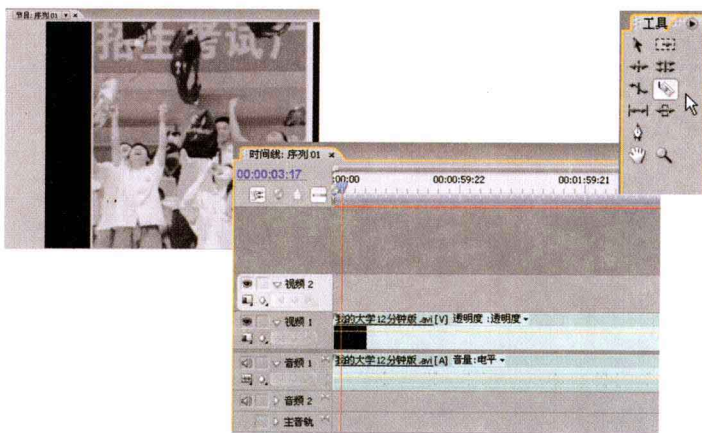 节目: 序列 01
招生考试广
工具
时间线: 序列 01
00:00:03:17
:00:00
00:00:59:22
00:01:59:21
视频 2
视频 1
我的大学12分钟版 .avi [V] 透明度 :透明度
音频 1
我的大学12分钟版 .avi [A] 音量:电平
音频 2
主音轨